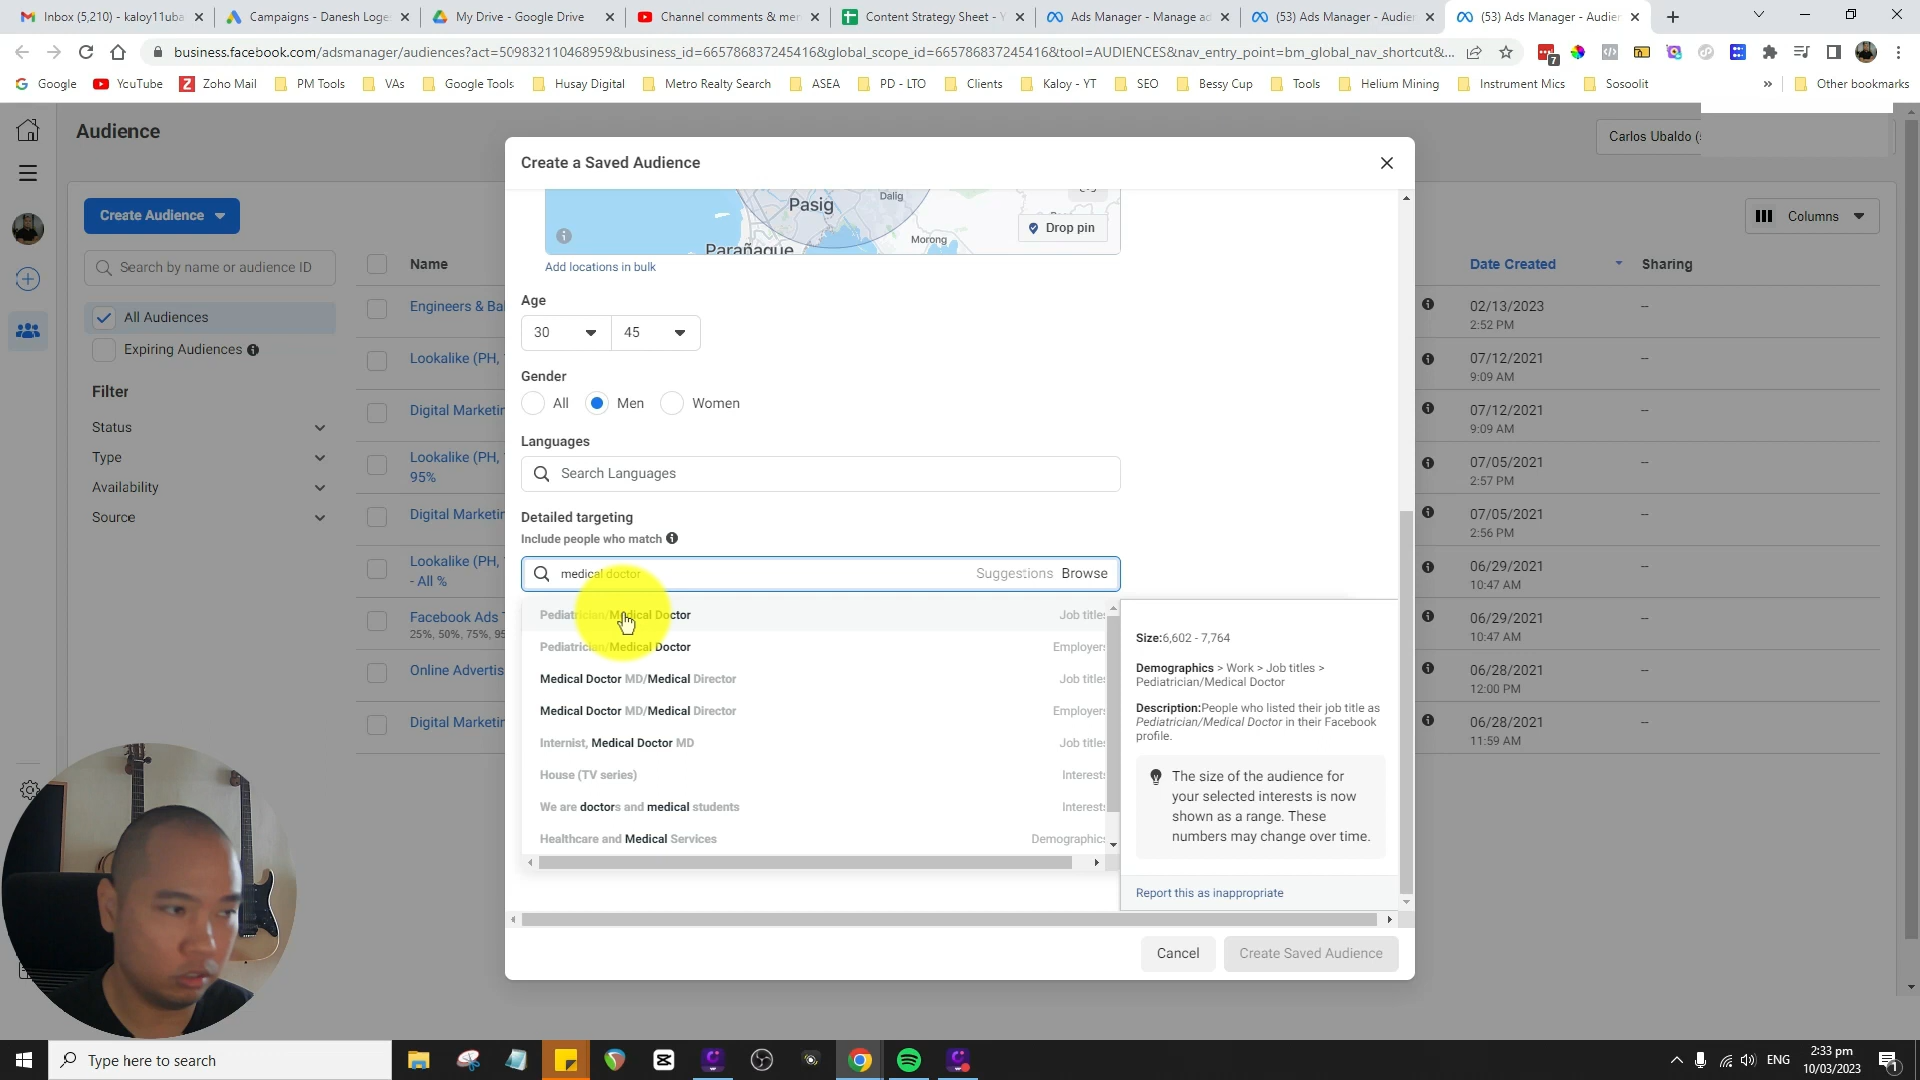 Inbox (5,210) - kaloy11uba
Campaigns - Danesh Loge
My Drive - Google Drive
Channel comments & me
Content Strategy Sheet - Y
Ads Manager - Manage ad
(53) Ads Manager - Audien
(53) Ads Manager - Audien
business.facebook.com/adsmanager/audiences?act=509832110468959&business_id=665786837245416&global_scope_id=665786837245416&tool=AUDIENCES&nav_entry_point=bm_global_nav_shortcut&...
7
Google
YouTube
Zoho Mail
PM Tools
VAs
Google Tools
Husay Digital
Metro Realty Search
ASEA
PD - LTO
Clients
Kaloy - YT
SEO
Bessy Cup
Tools
Helium Mining
Instrument Mics
Sosoolit
»
Other bookmarks
Audience
Carlos Ubaldo
Create Audience
Search by name or audience ID
All Audiences
Expiring Audiences
Filter
Status
Type
Availability
Source
Columns
Name
Date Created
Sharing
Engineers & Ba
02/13/2023
--
2:52 PM
Lookalike (PH,
07/12/2021
--
9:09 AM
Digital Marketin
07/12/2021
--
9:09 AM
Lookalike (PH,
95%
07/05/2021
--
2:57 PM
Digital Marketin
07/05/2021
--
2:56 PM
Lookalike (PH,
- All %
06/29/2021
--
10:47 AM
Facebook Ads
25%, 50%, 75%, 95
06/29/2021
--
10:47 AM
Online Advertis
06/28/2021
--
12:00 PM
Digital Marketin
06/28/2021
--
11:59 AM
Create a Saved Audience
Pasig
Dalig
Morong
Parañaque
Drop pin
Add locations in bulk
Age
30
45
Gender
All
Men
Women
Languages
Search Languages
Detailed targeting
Include people who match
medical doctor
Suggestions
Browse
Pediatrician/Medical Doctor
Job titles
Pediatrician/Medical Doctor
Employers
Medical Doctor MD/Medical Director
Job titles
Medical Doctor MD/Medical Director
Employers
Internist, Medical Doctor MD
Job titles
House (TV series)
Interests
We are doctors and medical students
Interests
Healthcare and Medical Services
Demographics
Size:6,602 - 7,764
Demographics > Work > Job titles >
Pediatrician/Medical Doctor
Description:People who listed their job title as
Pediatrician/Medical Doctor in their Facebook
profile.
The size of the audience for
your selected interests is now
shown as a range. These
numbers may change over time.
Report this as inappropriate
Cancel
Create Saved Audience
Type here to search
ENG
2:33 pm
10/03/2023
1